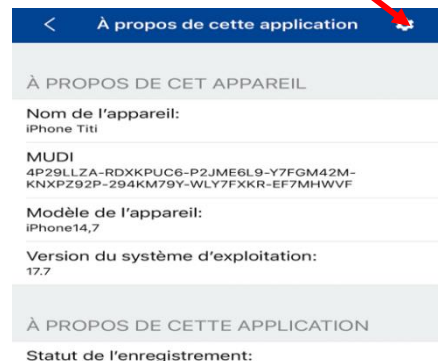 À propos de cette application
À PROPOS DE CET APPAREIL
Nom de l'appareil:
iPhone Titi
MUDI
4P29LLZA-RDXKPUC6-P2JME6L9-Y7FGM42M-
KNXPZ92P-294KM79Y-WLY7FXKR-EF7MHWVF
Modèle de l'appareil:
iPhone14,7
Version du système d'exploitation:
17.7
À PROPOS DE CETTE APPLICATION
Statut de l'enregistrement: